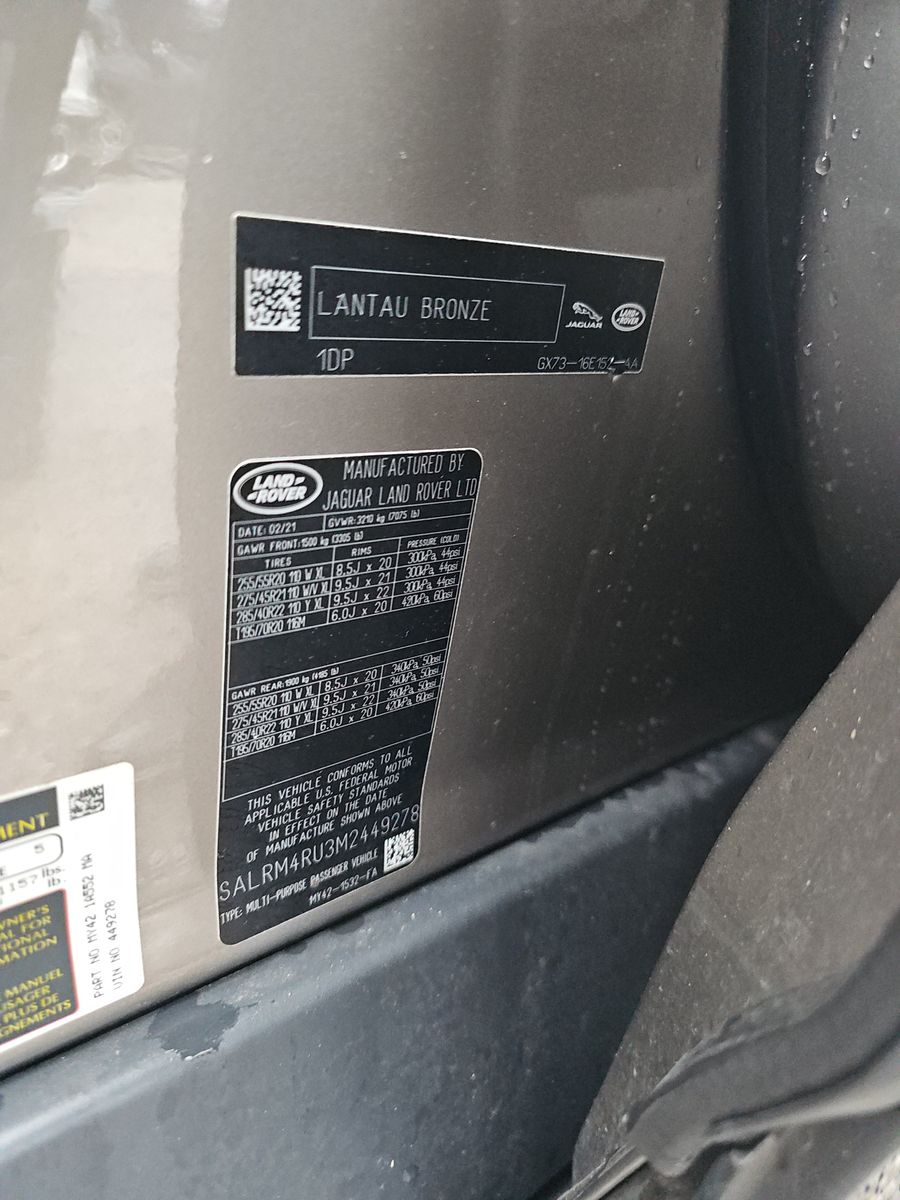 LANTAU BRONZE
JAGUAR
LAND ROVER
1DP
GX73-16E152-AA
LAND ROVER
MANUFACTURED BY
JAGUAR LAND ROVER LTD
DATE: 02/21 GVWR: 3210 kg (7075 lb)
GAWR FRONT: 1500 kg (3305 lb)
TIRES RIMS PRESSURE (COLD)
255/55R20 110 W XL 8.5J x 20 300kPa, 44psi
275/45R21 110 W/V XL 9.5J x 21 300kPa, 44psi
285/40R22 110 Y XL 9.5J x 22 300kPa, 44psi
T195/70R20 116M 6.0J x 20 420kPa, 60psi
GAWR REAR: 1900 kg (4185 lb)
255/55R20 110 W XL 8.5J x 20 340kPa, 50psi
275/45R21 110 W/V XL 9.5J x 21 340kPa, 50psi
285/40R22 110 Y XL 9.5J x 22 340kPa, 50psi
T195/70R20 116M 6.0J x 20 420kPa, 60psi
THIS VEHICLE CONFORMS TO ALL
APPLICABLE U.S. FEDERAL MOTOR
VEHICLE SAFETY STANDARDS
IN EFFECT ON THE DATE
OF MANUFACTURE SHOWN ABOVE
SALRM4RU3M2449278
TYPE: MULTI-PURPOSE PASSENGER VEHICLE
MY42-1532-FA
MENT
E 5
1157 lbs.
lb.
WNER'S
AL FOR
TIONAL
MATION
MANUEL
USAGER
PLUS DE
GNEMENTS
PART NO MY42 1A552 MA
VIN NO 449278